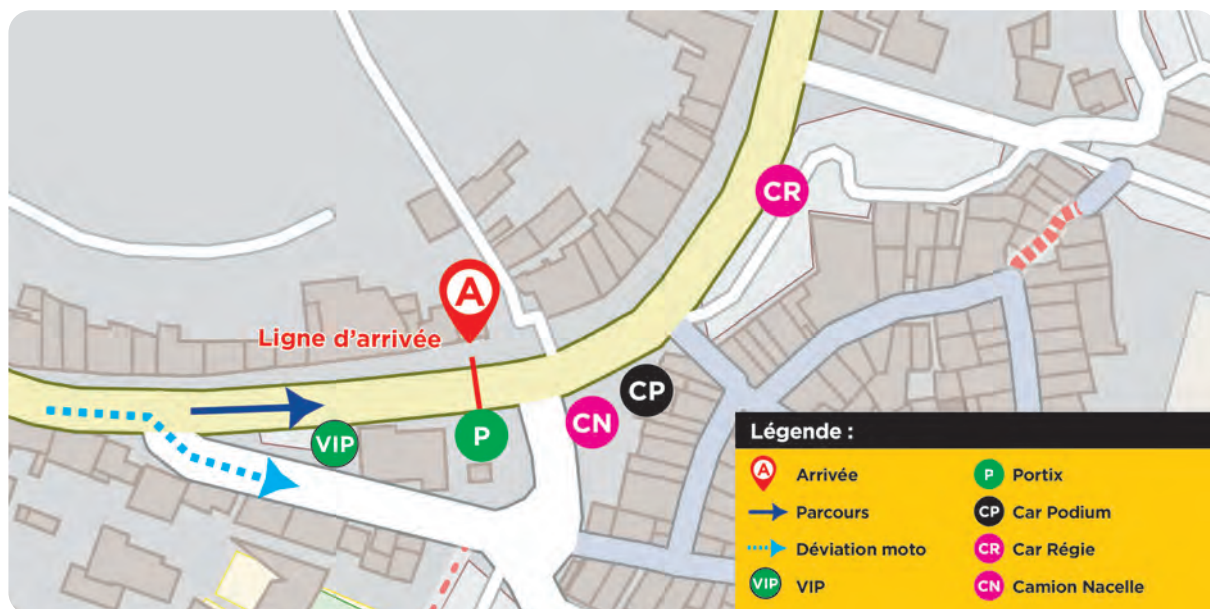 CR
A
Ligne d'arrivée
CP
CN
VIP
P
Légende :
A Arrivée
Parcours
Déviation moto
VIP VIP
P Portix
CP Car Podium
CR Car Régie
CN Camion Nacelle